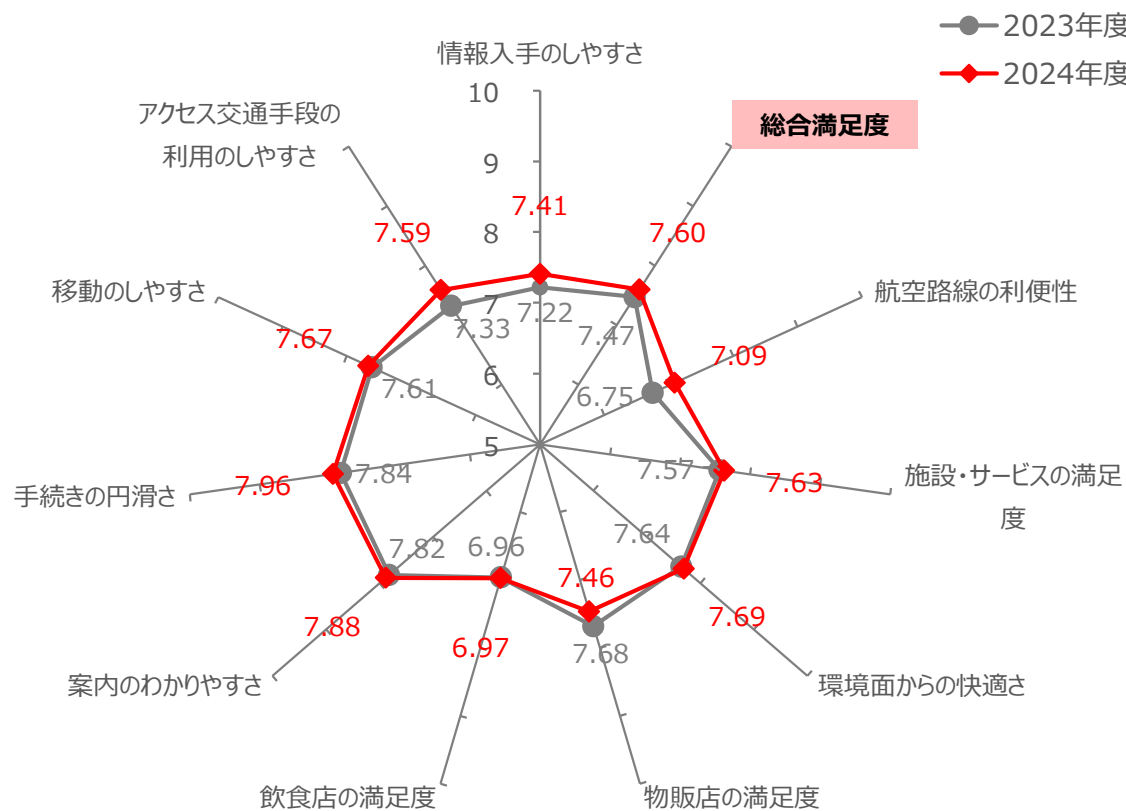 2023年度
2024年度
情報入手のしやすさ
総合満足度
航空路線の利便性
施設・サービスの満足
度
環境面からの快適さ
物販店の満足度
飲食店の満足度
案内のわかりやすさ
手続きの円滑さ
移動のしやすさ
アクセス交通手段の
利用のしやすさ
10
9
8
7
6
5
7.41
7.60
7.09
7.63
7.69
7.46
6.97
7.88
7.96
7.67
7.59
7.22
7.47
6.75
7.57
7.64
7.68
6.96
7.82
7.84
7.61
7.33